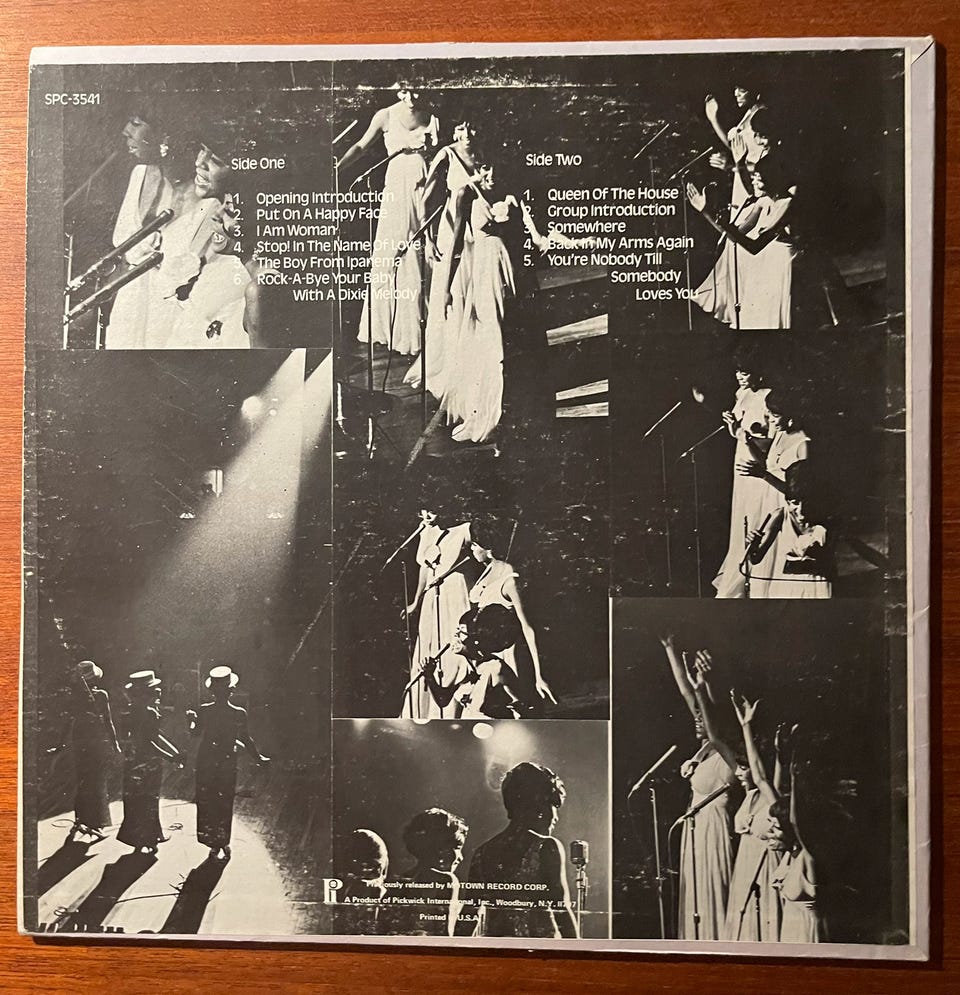 SPC-3541
Side One
1. Opening Introduction
2. Put On A Happy Face
3. I Am Woman
4. Stop! In The Name Of Love
5. The Boy From Ipanema
6. Rock-A-Bye Your Baby
With A Dixie Melody
Side Two
1. Queen Of The House
2. Group Introduction
3. Somewhere
4. Back In My Arms Again
5. You're Nobody Till
Somebody
Loves You
Pi
Previously released by MOTOWN RECORD CORP.
A Product of Pickwick International, Inc., Woodbury, N.Y. 11797
Printed in U.S.A.